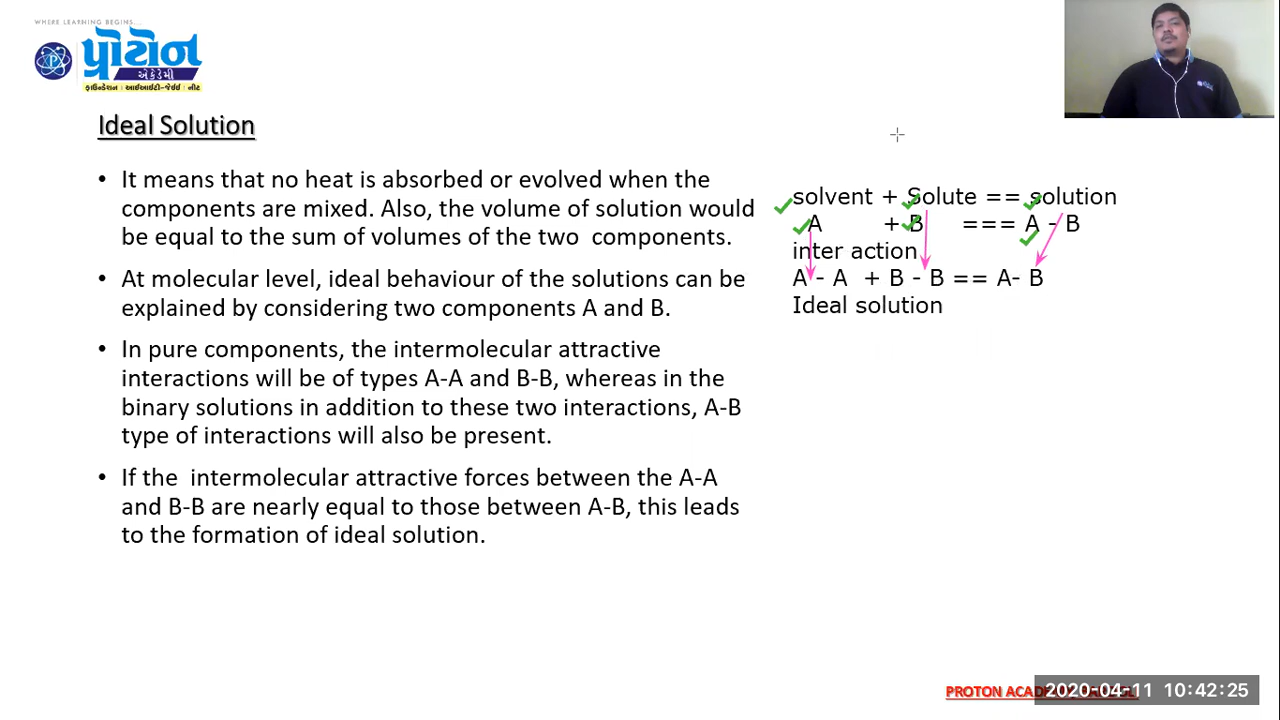 WHERE LEARNING BEGINS...
પ્રોટોન
એકેડેમી
ફાઉન્ડેશન : આઈઆઈટી-જેઈઈ : નીટ
Ideal Solution
• It means that no heat is absorbed or evolved when the
components are mixed. Also, the volume of solution would
be equal to the sum of volumes of the two components.
• At molecular level, ideal behaviour of the solutions can be
explained by considering two components A and B.
• In pure components, the intermolecular attractive
interactions will be of types A-A and B-B, whereas in the
binary solutions in addition to these two interactions, A-B
type of interactions will also be present.
• If the intermolecular attractive forces between the A-A
and B-B are nearly equal to those between A-B, this leads
to the formation of ideal solution.
solvent + Solute == solution
A + B === A - B
inter action
A - A + B - B == A- B
Ideal solution
PROTON
2020-04-11 10:42:25